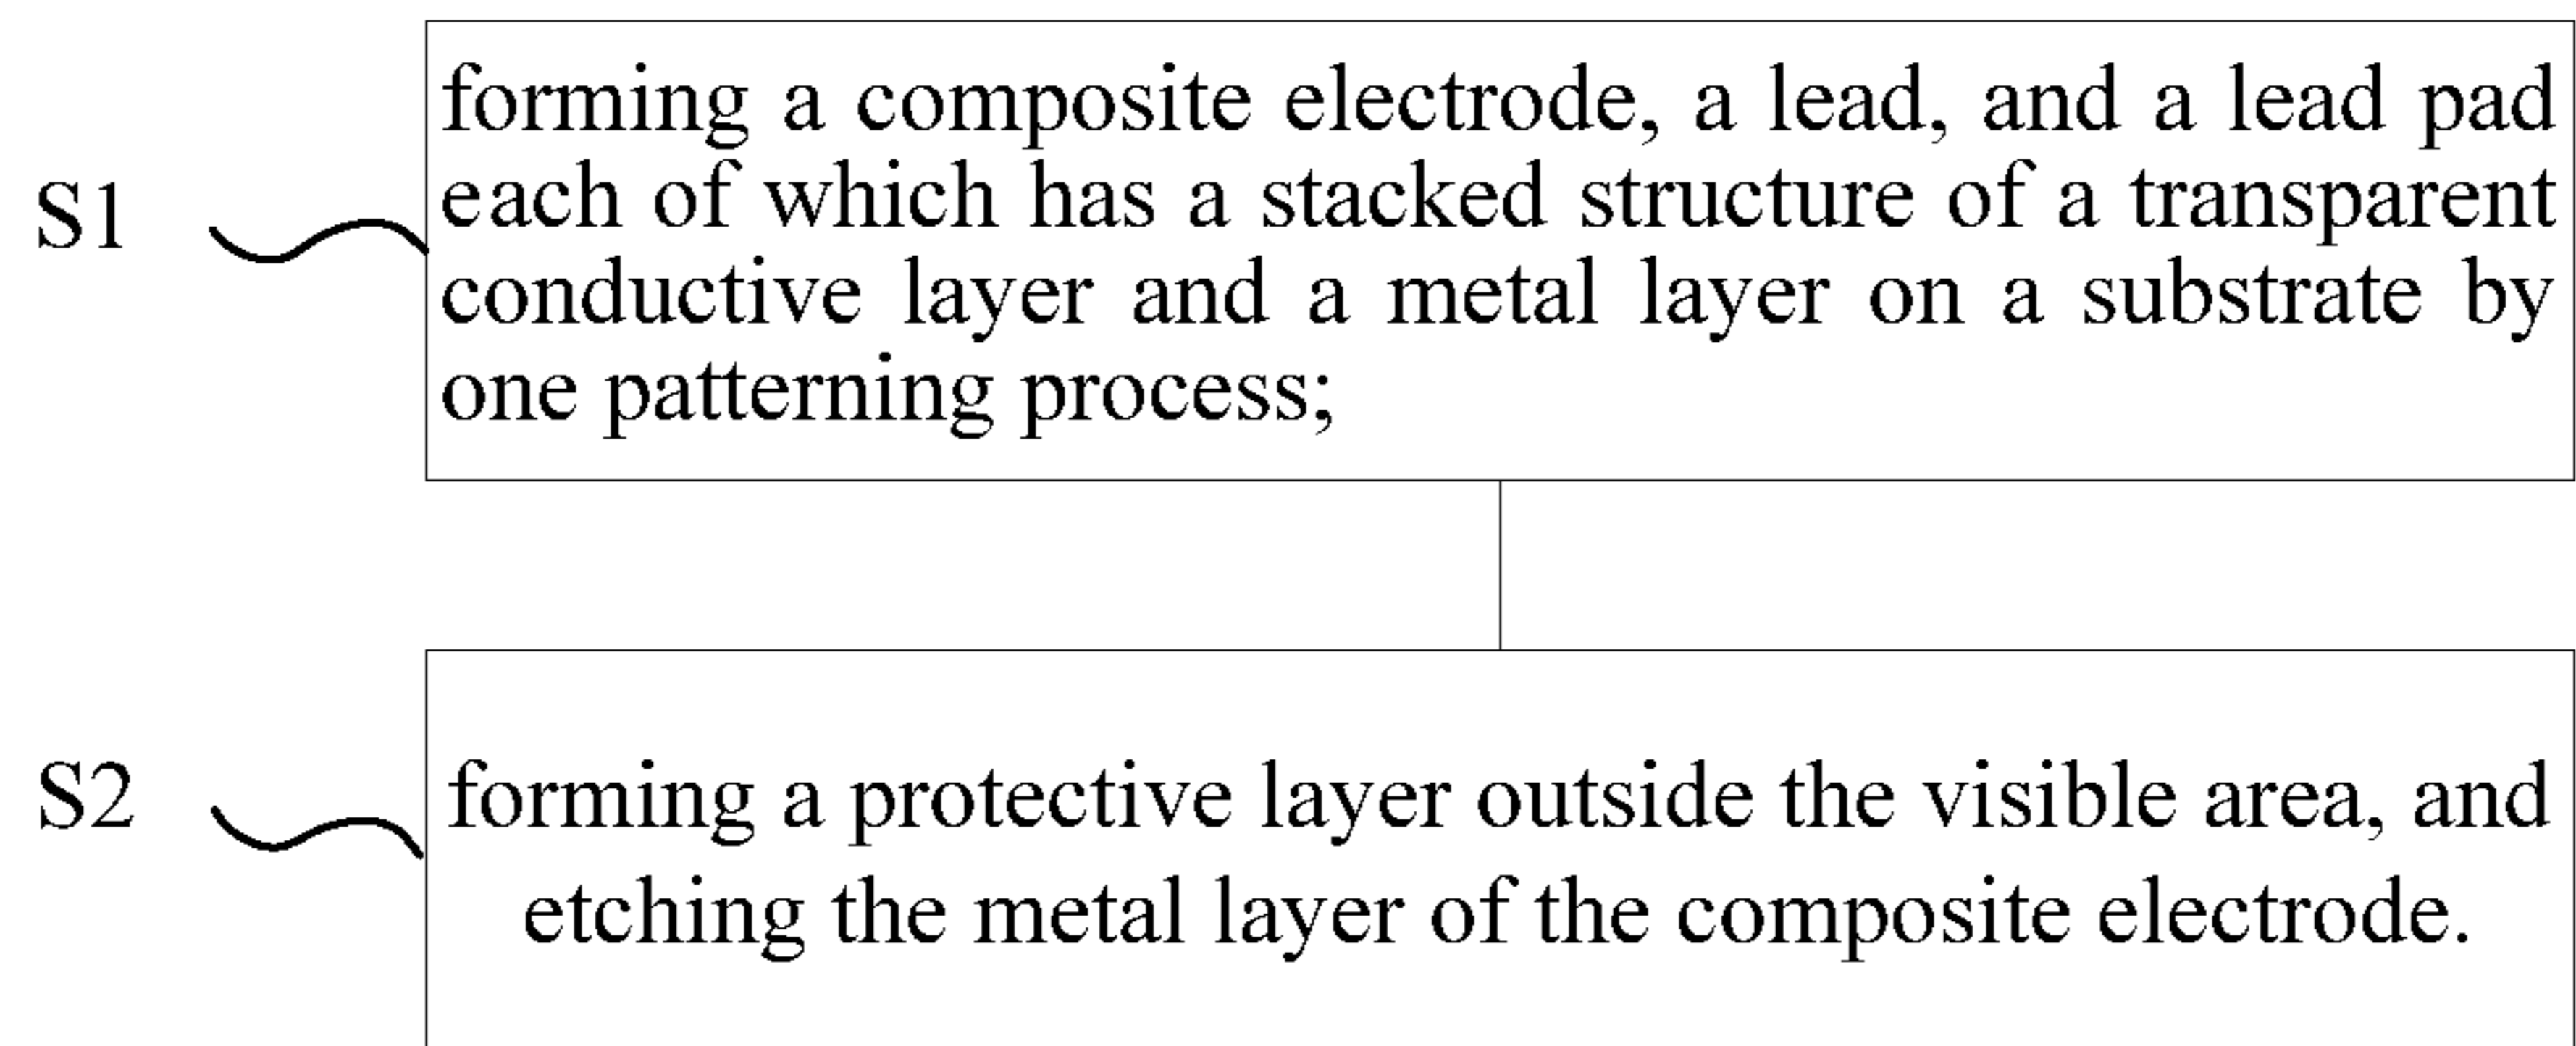 forming a composite electrode, a lead, and a lead pad
S1
each of which has a stacked structure of a transparent
conductive layer and a metal layer on a substrate by
one patterning process;
S2
forming a protective layer outside the visible area, and
etching the metal layer of the composite electrode.